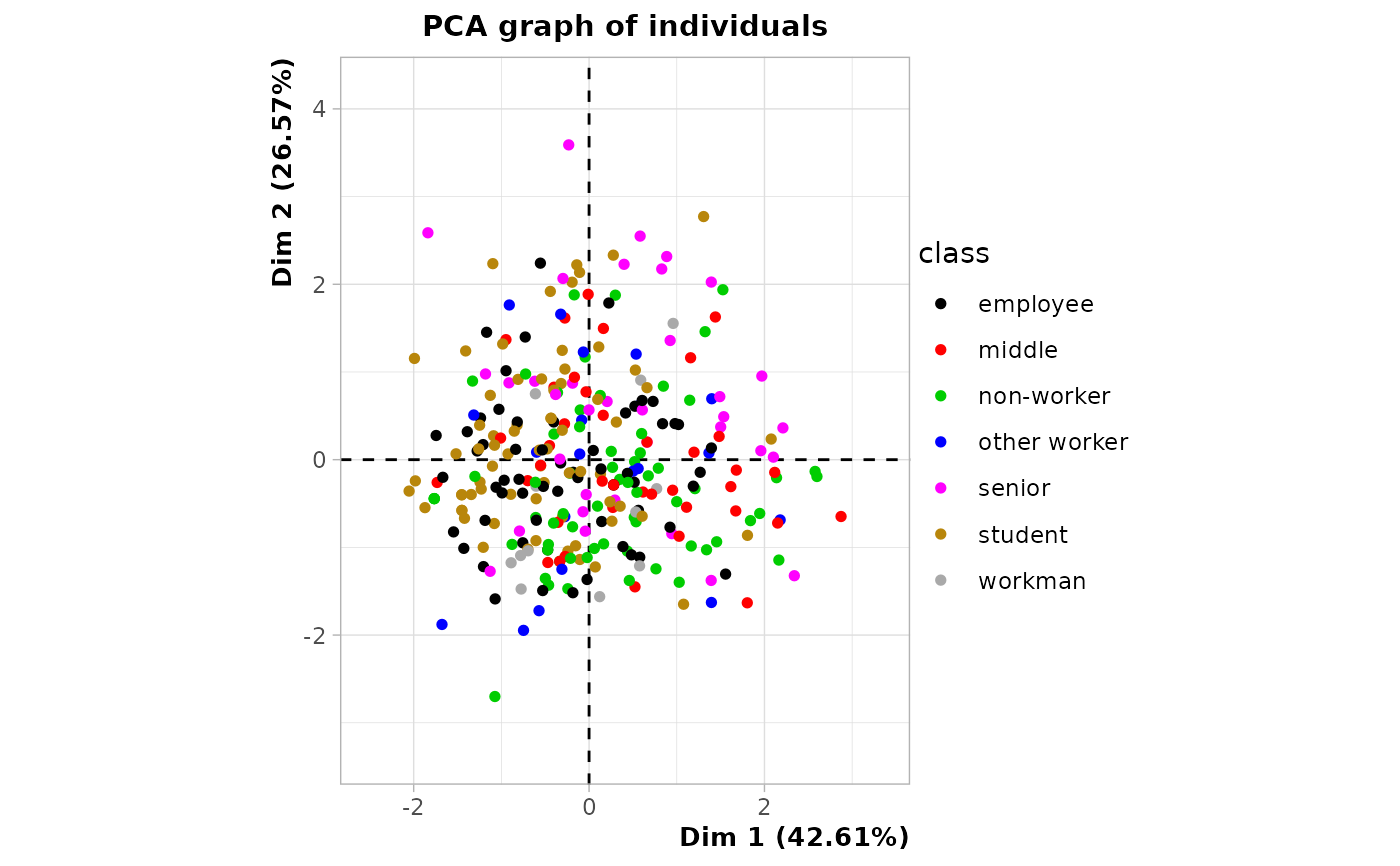 PCA graph of individuals
Dim 2 (26.57%)
4
2
0
-2
-2
0
2
Dim 1 (42.61%)
class
employee
middle
non-worker
other worker
senior
student
workman